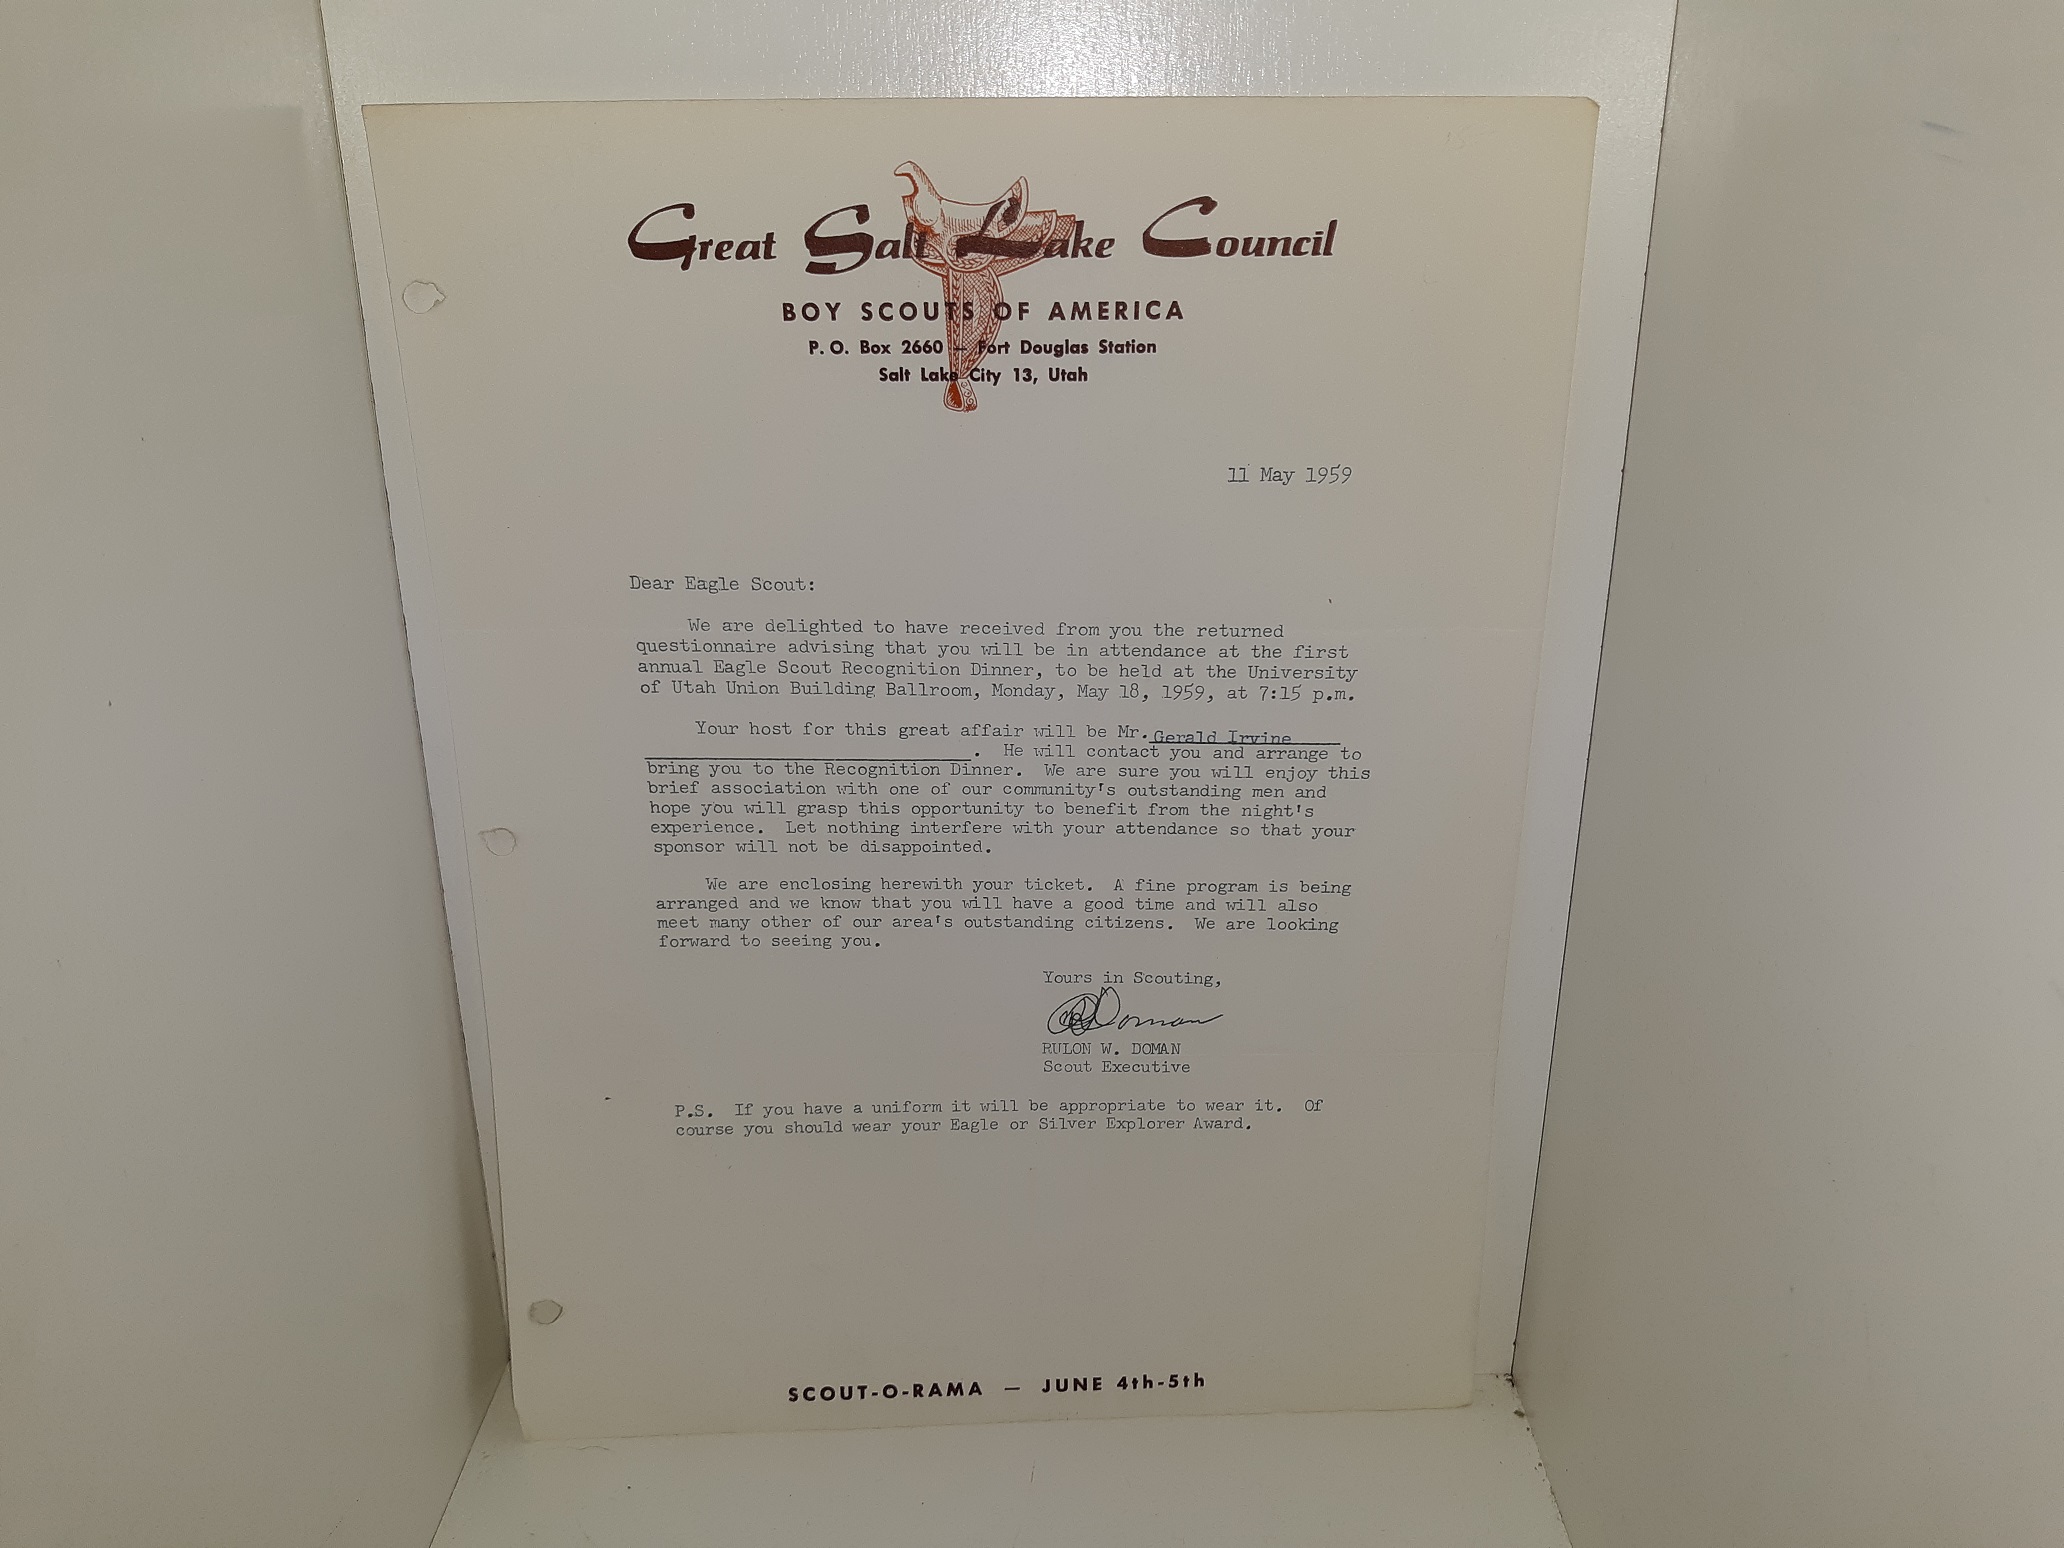 Great Salt Lake Council
BOY SCOUTS OF AMERICA
P. O. Box 2660 — Fort Douglas Station
Salt Lake City 13, Utah
11 May 1959
Dear Eagle Scout:
We are delighted to have received from you the returned
questionnaire advising that you will be in attendance at the first
annual Eagle Scout Recognition Dinner, to be held at the University
of Utah Union Building Ballroom, Monday, May 18, 1959, at 7:15 p.m.
Your host for this great affair will be Mr. Gerald Irvine
. He will contact you and arrange to
bring you to the Recognition Dinner. We are sure you will enjoy this
brief association with one of our community's outstanding men and
hope you will grasp this opportunity to benefit from the night's
experience. Let nothing interfere with your attendance so that your
sponsor will not be disappointed.
We are enclosing herewith your ticket. A fine program is being
arranged and we know that you will have a good time and will also
meet many other of our area's outstanding citizens. We are looking
forward to seeing you.
Yours in Scouting,
RWDoman
RULON W. DOMAN
Scout Executive
P.S. If you have a uniform it will be appropriate to wear it. Of
course you should wear your Eagle or Silver Explorer Award.
SCOUT-O-RAMA — JUNE 4th-5th